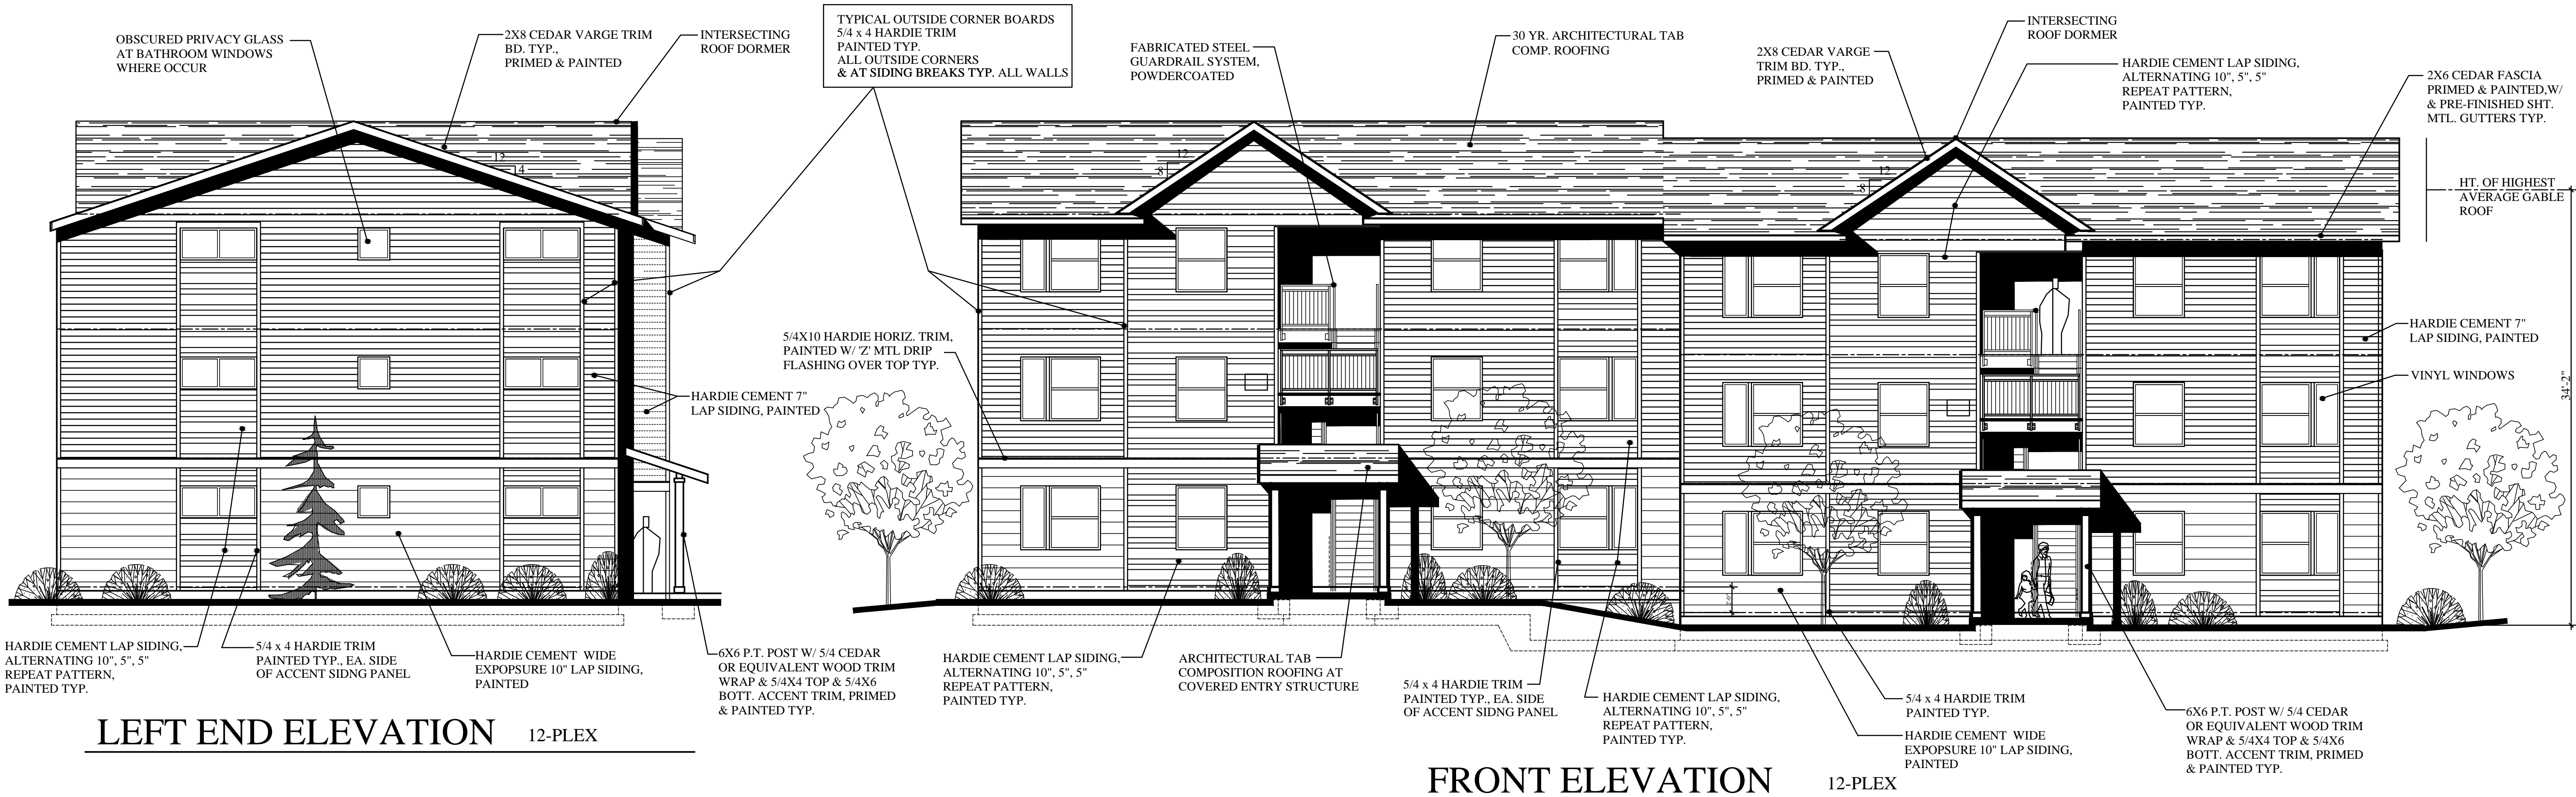 OBSCURED PRIVACY GLASS
AT BATHROOM WINDOWS
WHERE OCCUR
2X8 CEDAR VARGE TRIM
BD. TYP.,
PRIMED & PAINTED
INTERSECTING
ROOF DORMER
TYPICAL OUTSIDE CORNER BOARDS
5/4 x 4 HARDIE TRIM
PAINTED TYP.
ALL OUTSIDE CORNERS
& AT SIDING BREAKS TYP. ALL WALLS
FABRICATED STEEL
GUARDRAIL SYSTEM,
POWDERCOATED
30 YR. ARCHITECTURAL TAB
COMP. ROOFING
2X8 CEDAR VARGE
TRIM BD. TYP.,
PRIMED & PAINTED
INTERSECTING
ROOF DORMER
HARDIE CEMENT LAP SIDING,
ALTERNATING 10", 5", 5"
REPEAT PATTERN,
PAINTED TYP.
2X6 CEDAR FASCIA
PRIMED & PAINTED,W/
& PRE-FINISHED SHT.
MTL. GUTTERS TYP.
12
4
12
8
12
8
HT. OF HIGHEST
AVERAGE GABLE
ROOF
34'-2"
5/4X10 HARDIE HORIZ. TRIM,
PAINTED W/ 'Z' MTL DRIP
FLASHING OVER TOP TYP.
HARDIE CEMENT 7"
LAP SIDING, PAINTED
HARDIE CEMENT 7"
LAP SIDING, PAINTED
VINYL WINDOWS
HARDIE CEMENT LAP SIDING,
ALTERNATING 10", 5", 5"
REPEAT PATTERN,
PAINTED TYP.
5/4 x 4 HARDIE TRIM
PAINTED TYP., EA. SIDE
OF ACCENT SIDNG PANEL
HARDIE CEMENT WIDE
EXPOPSURE 10" LAP SIDING,
PAINTED
6X6 P.T. POST W/ 5/4 CEDAR
OR EQUIVALENT WOOD TRIM
WRAP & 5/4X4 TOP & 5/4X6
BOTT. ACCENT TRIM, PRIMED
& PAINTED TYP.
HARDIE CEMENT LAP SIDING,
ALTERNATING 10", 5", 5"
REPEAT PATTERN,
PAINTED TYP.
ARCHITECTURAL TAB
COMPOSITION ROOFING AT
COVERED ENTRY STRUCTURE
5/4 x 4 HARDIE TRIM
PAINTED TYP., EA. SIDE
OF ACCENT SIDNG PANEL
HARDIE CEMENT LAP SIDING,
ALTERNATING 10", 5", 5"
REPEAT PATTERN,
PAINTED TYP.
5/4 x 4 HARDIE TRIM
PAINTED TYP.
HARDIE CEMENT WIDE
EXPOPSURE 10" LAP SIDING,
PAINTED
6X6 P.T. POST W/ 5/4 CEDAR
OR EQUIVALENT WOOD TRIM
WRAP & 5/4X4 TOP & 5/4X6
BOTT. ACCENT TRIM, PRIMED
& PAINTED TYP.
LEFT END ELEVATION 12-PLEX
FRONT ELEVATION 12-PLEX